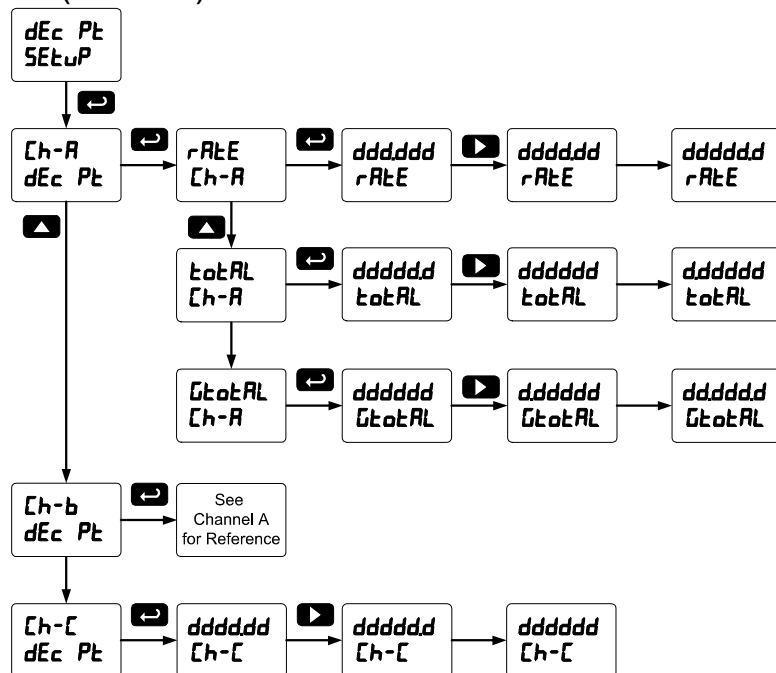 dEc Pt
SEtuP
Ch-A
dEc Pt
rAtE
Ch-A
ddd.ddd
rAtE
dddd.dd
rAtE
ddddd.d
rAtE
totAL
Ch-A
ddddd.d
totAL
dddddd
totAL
d.ddddd
totAL
GtotAL
Ch-A
dddddd
GtotAL
d.ddddd
GtotAL
dd.ddd.d
GtotAL
Ch-b
dEc Pt
See
Channel A
for Reference
Ch-C
dEc Pt
dddd.dd
Ch-C
ddddd.d
Ch-C
dddddd
Ch-C